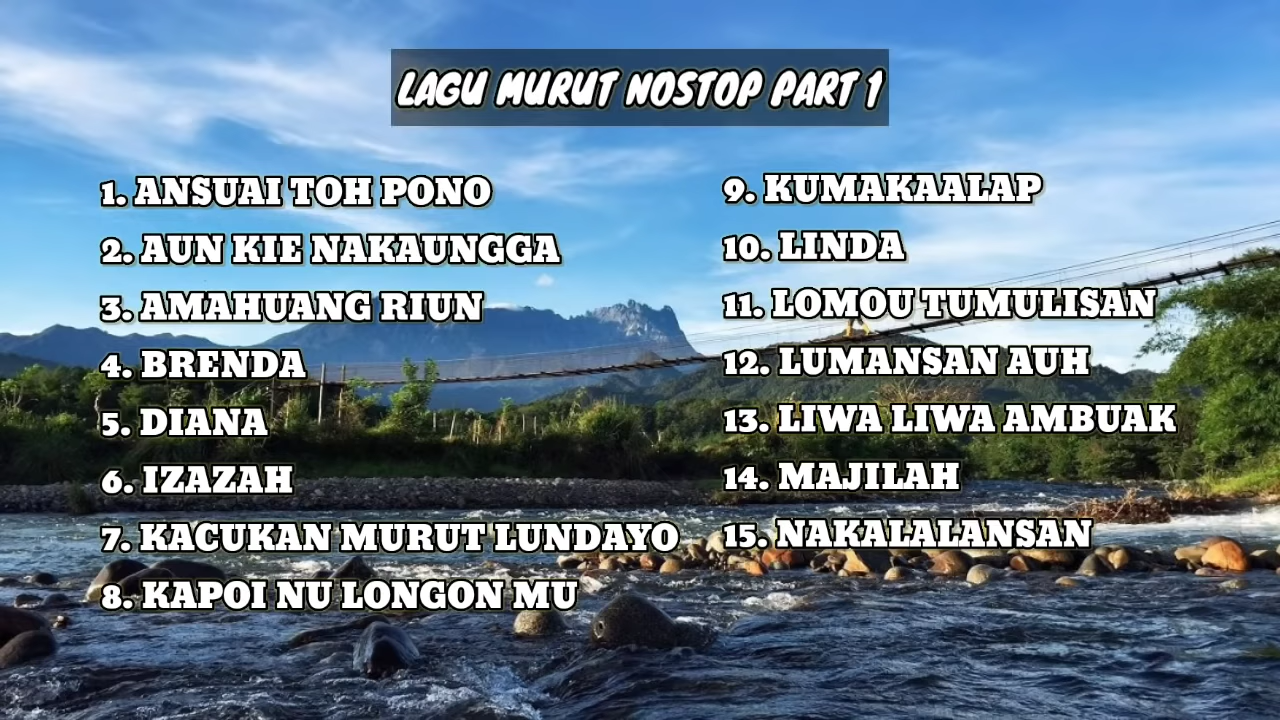 LAGU MURUT NOSTOP PART 1
1. ANSUAI TOH PONO
2. AUN KIE NAKAUNGGA
3. AMAHUANG RIUN
4. BRENDA
5. DIANA
6. IZAZAH
7. KACUKAN MURUT LUNDAYO
8. KAPOI NU LONGON MU
9. KUMAKAALAP
10. LINDA
11. LOMOU TUMULISAN
12. LUMANSAN AUH
13. LIWA LIWA AMBUAK
14. MAJILAH
15. NAKALALANSAN